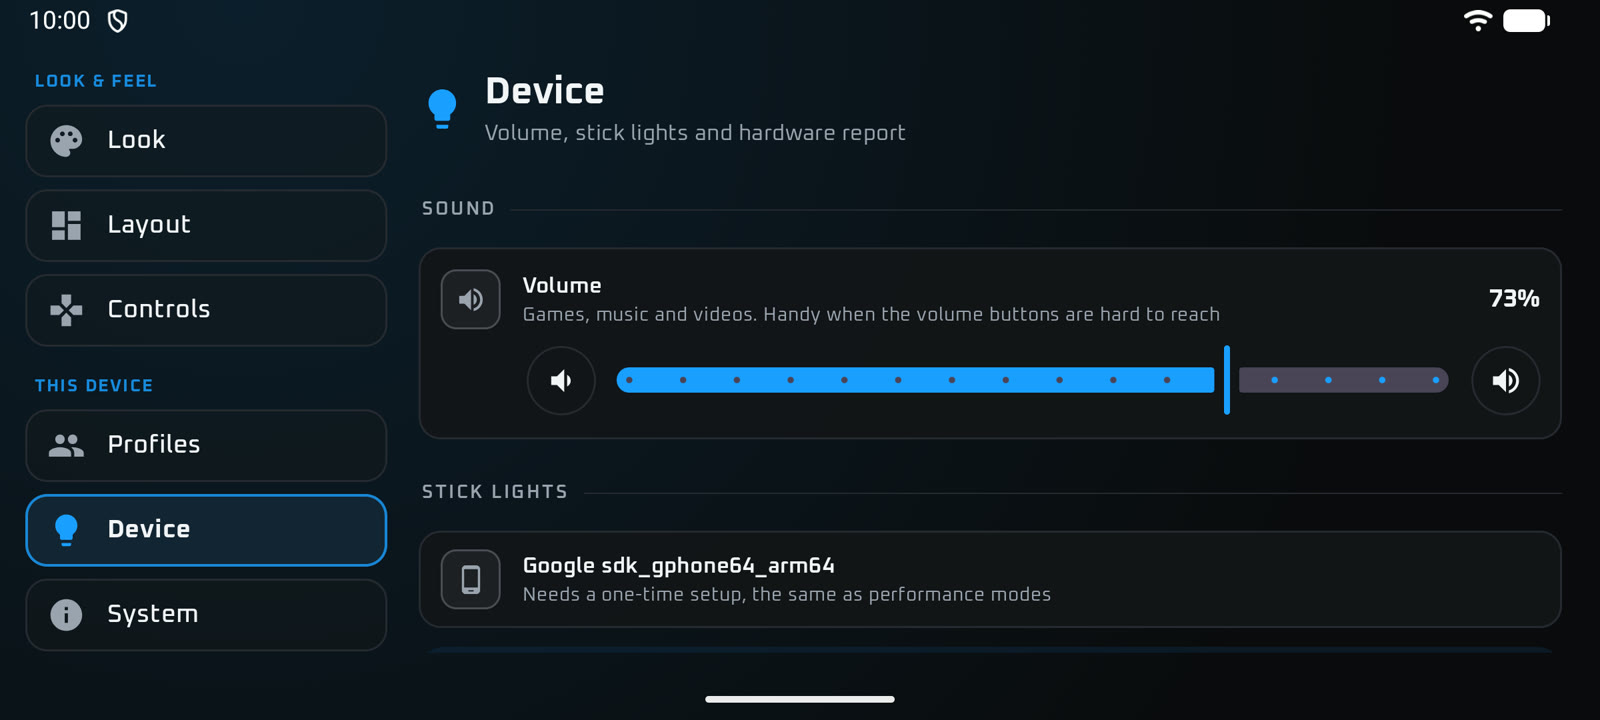 10:00
LOOK & FEEL
Look
Layout
Controls
THIS DEVICE
Profiles
Device
System
Device
Volume, stick lights and hardware report
SOUND
Volume
Games, music and videos. Handy when the volume buttons are hard to reach
73%
STICK LIGHTS
Google sdk_gphone64_arm64
Needs a one-time setup, the same as performance modes